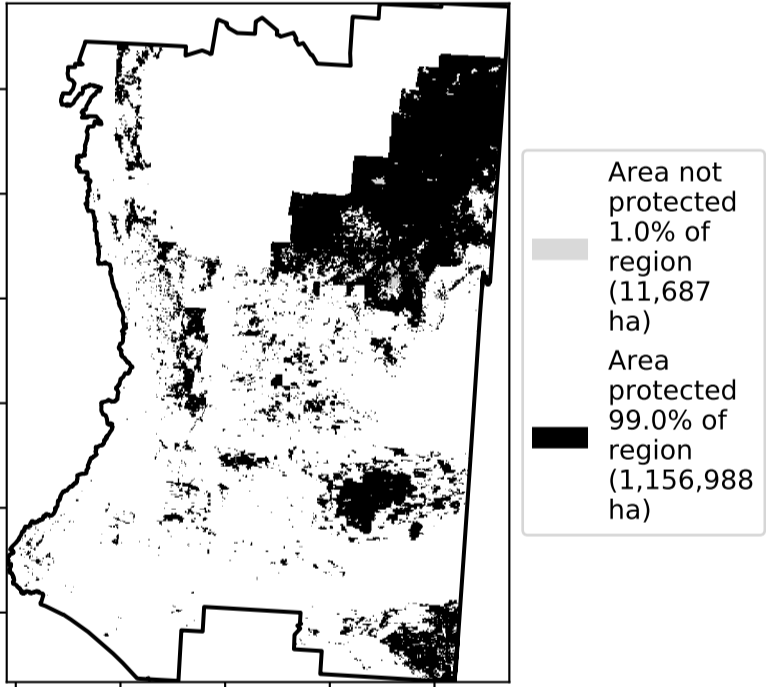 Area not
protected
1.0% of
region
(11,687
ha)
Area
protected
99.0% of
region
(1,156,988
ha)